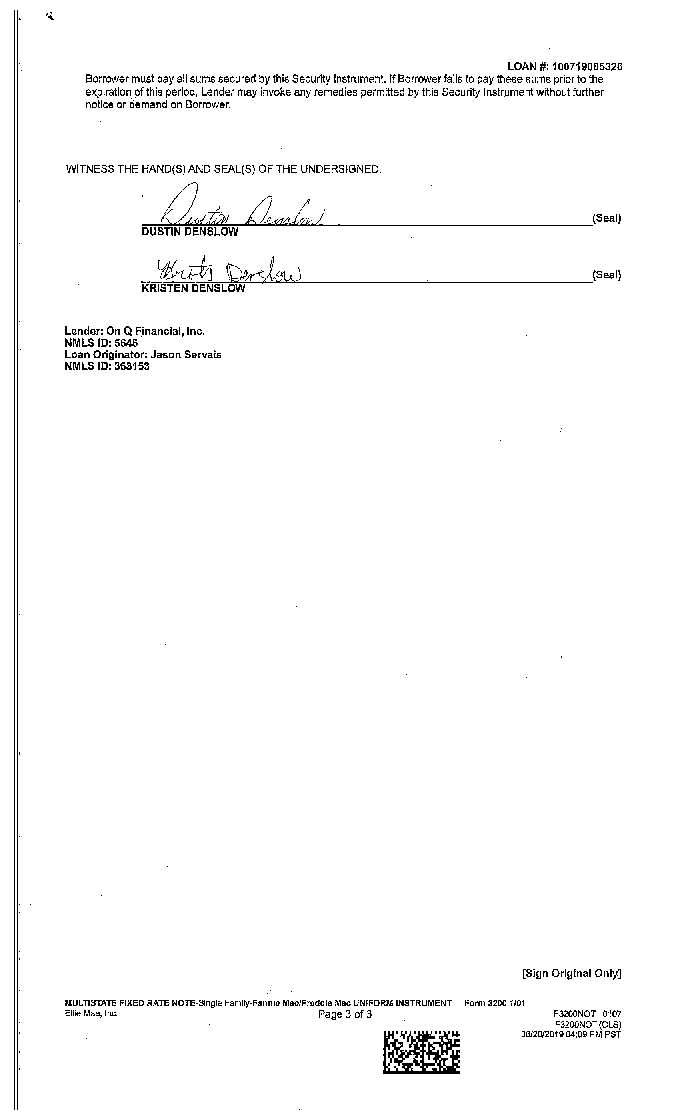 LOAN #: 100719085326
Borrower must pay all sums secured by this Security Instrument. If Borrower fails to pay these sums prior to the
expiration of this period, Lender may invoke any remedies permitted by this Security Instrument without further
notice or demand on Borrower.
WITNESS THE HAND(S) AND SEAL(S) OF THE UNDERSIGNED.
Dustin Denslow (Seal)
DUSTIN DENSLOW
Kristen Denslow (Seal)
KRISTEN DENSLOW
Lender: On Q Financial, Inc.
NMLS ID: 5645
Loan Originator: Jason Servais
NMLS ID: 363153
[Sign Original Only]
MULTISTATE FIXED RATE NOTE-Single Family-Fannie Mae/Freddie Mac UNIFORM INSTRUMENT Form 3200 1/01
Ellie Mae, Inc. Page 3 of 3 F3200NOT 0107
F3200NOT (CLS)
/20/2019 04:09 PM PST